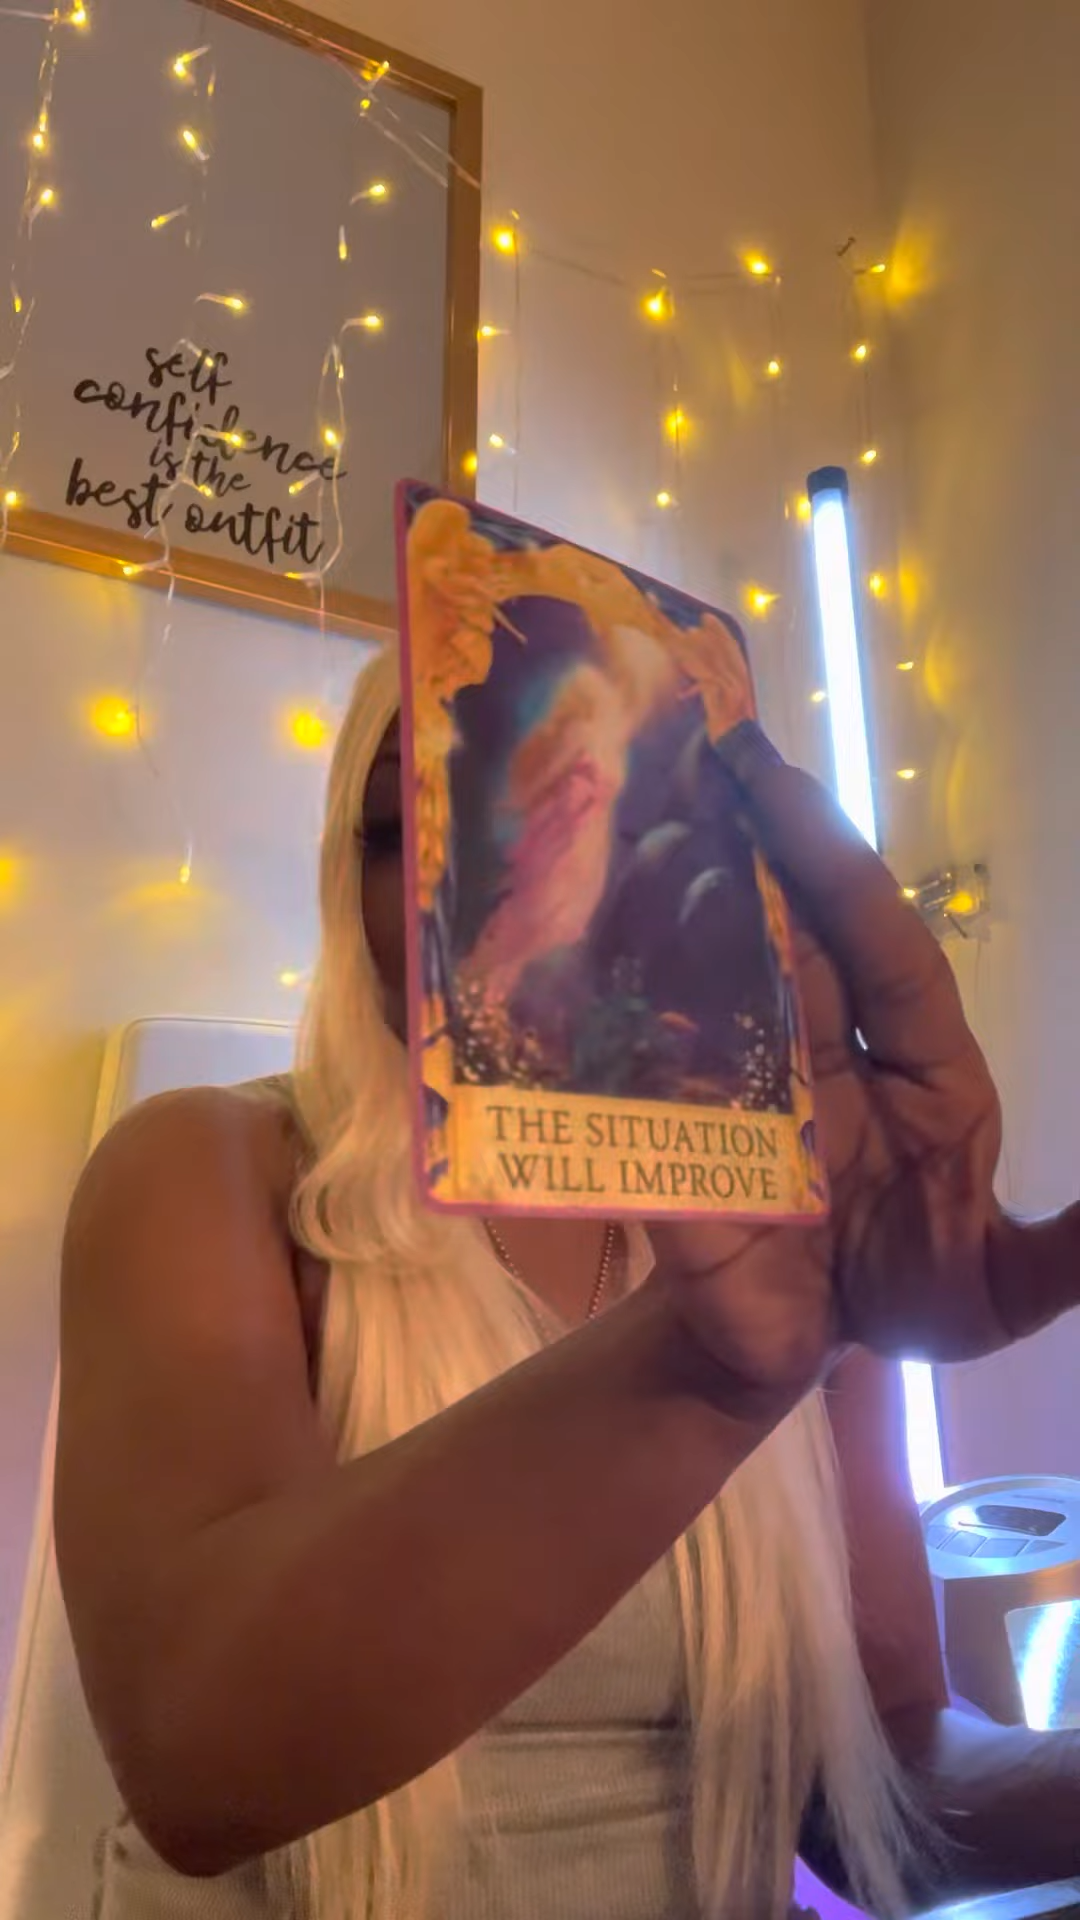 self
confidence
is the
best outfit
THE SITUATION
WILL IMPROVE